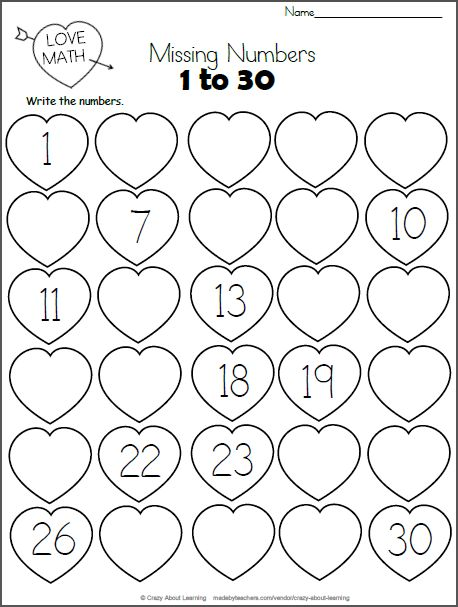 Name
LOVE
MATH
Missing Numbers
1 to 30
Write the numbers.
1
7 10
11 13
18 19
22 23
26 30
© Crazy About Learning madebyteachers.com/vendor/crazy-about-learning